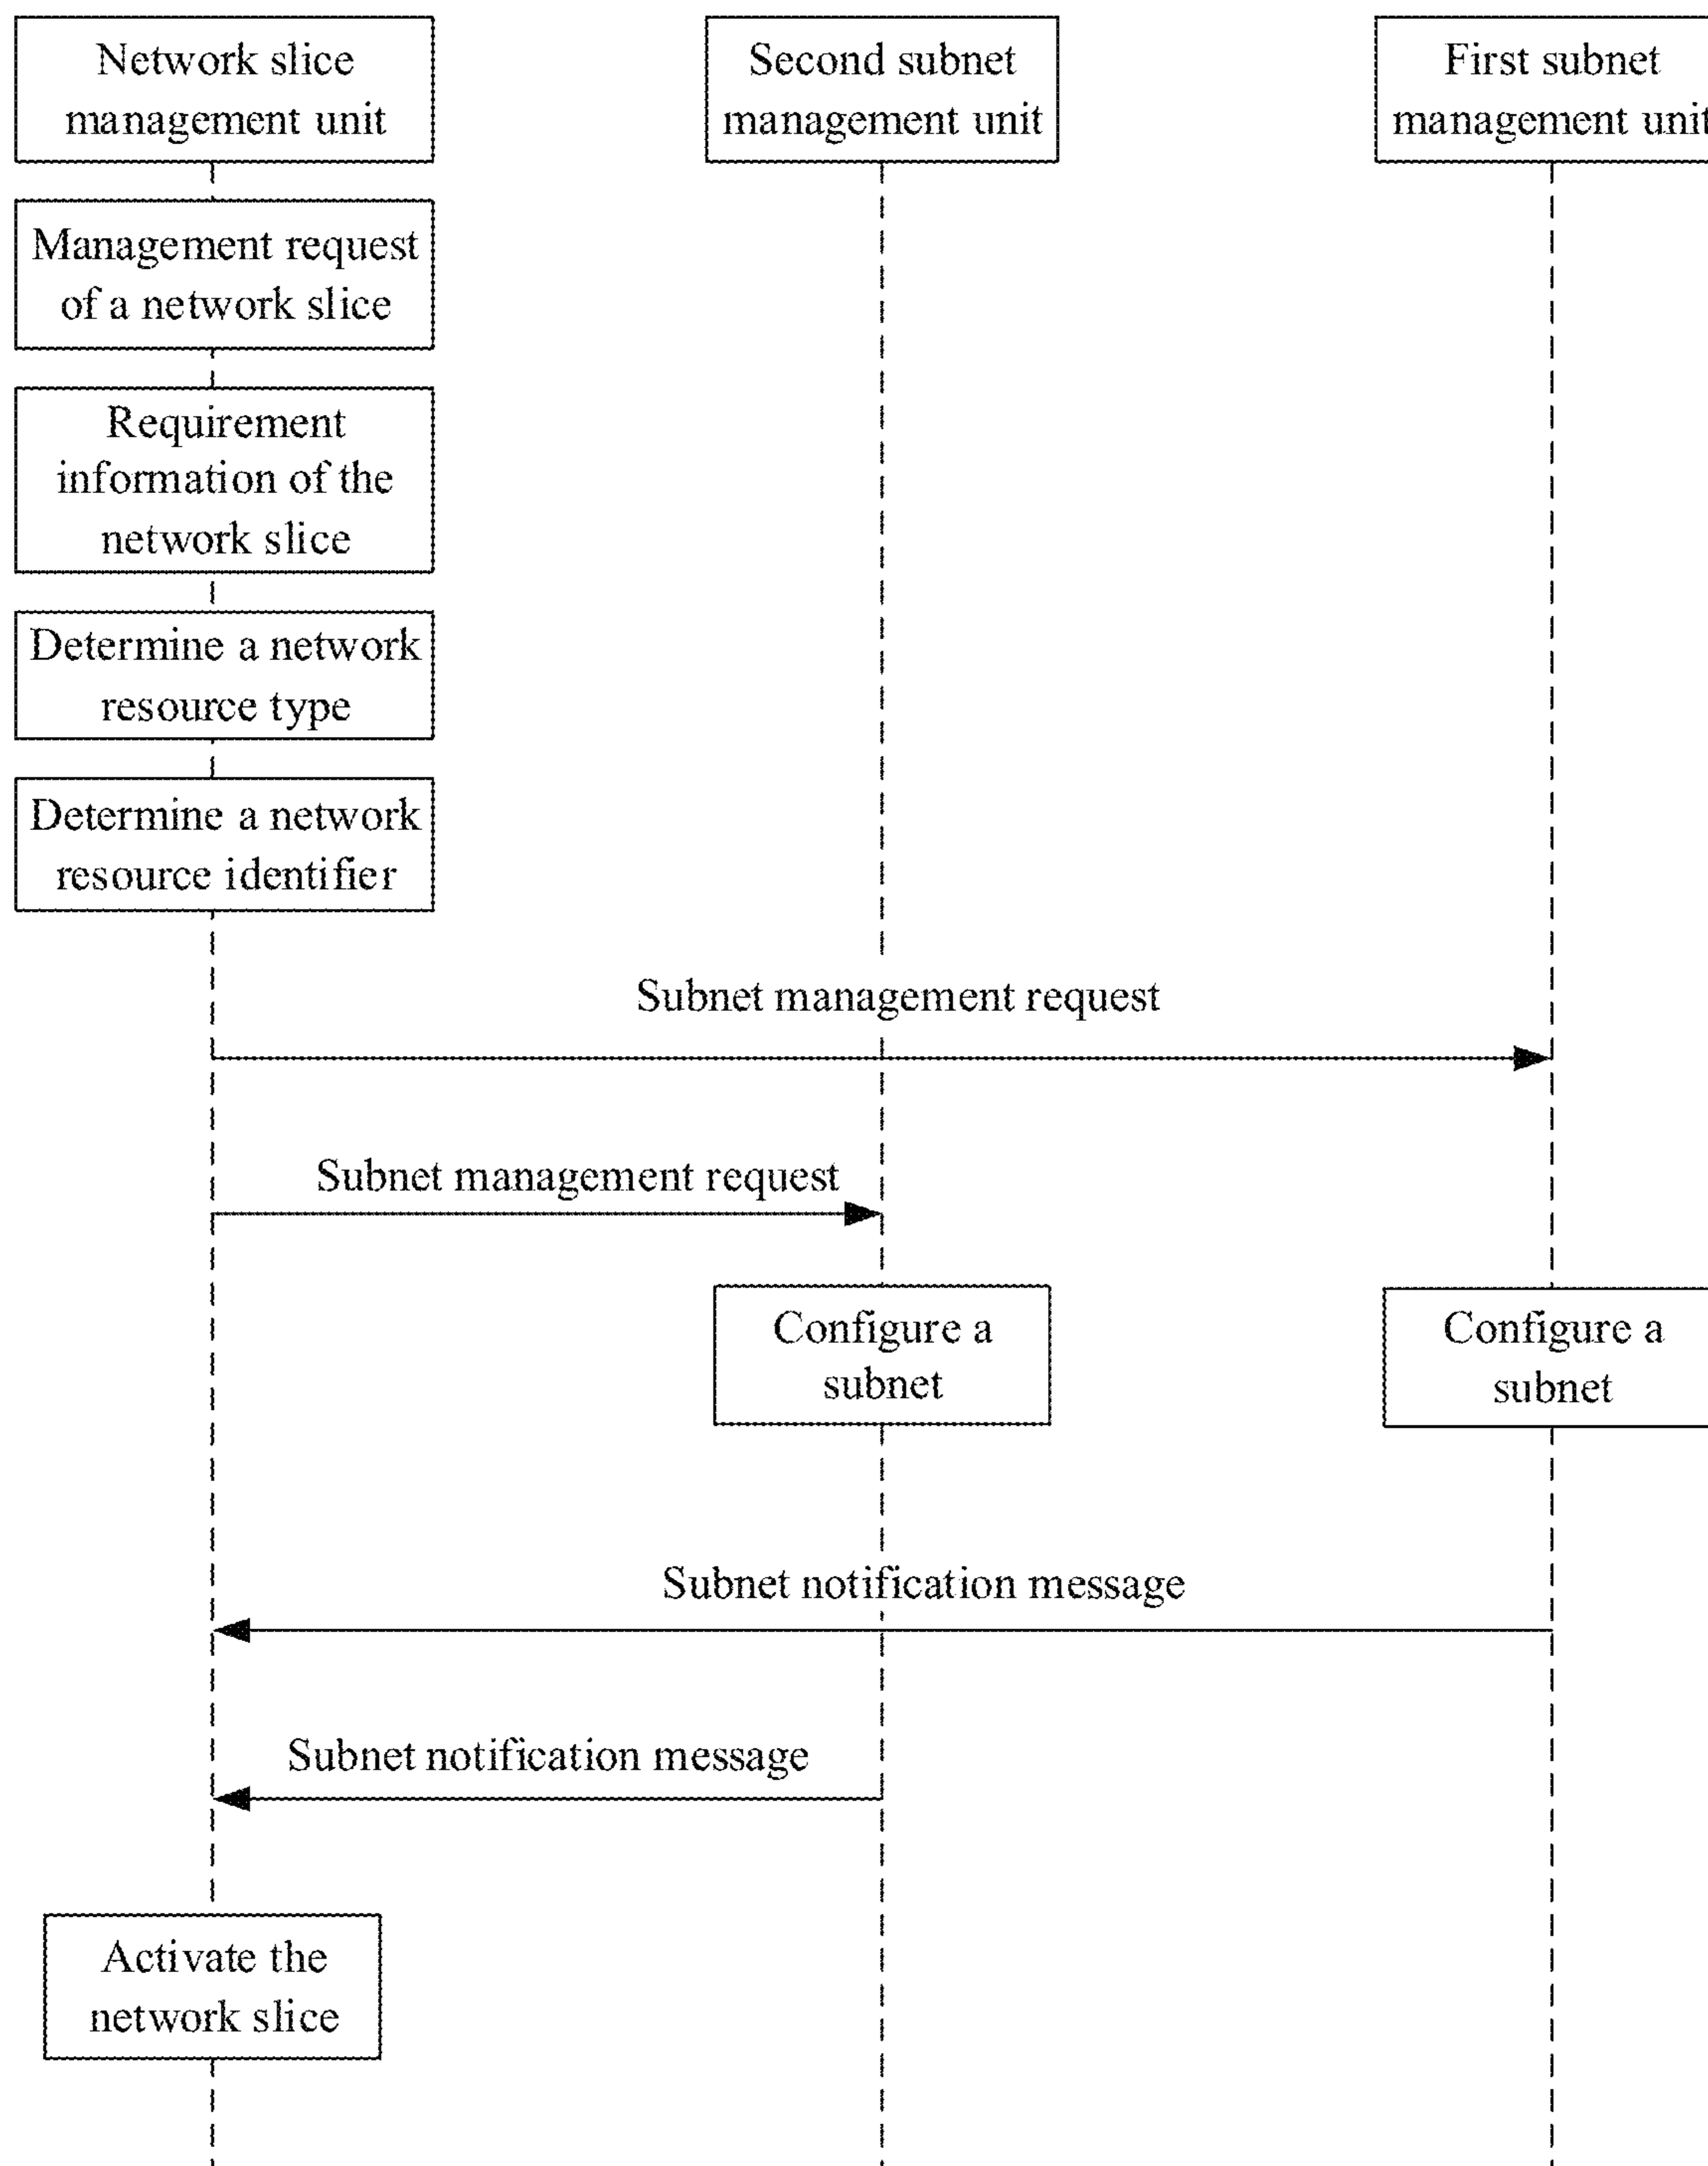 Network slice
management unit
Second subnet
management unit
First subnet
management unit
Management request
of a network slice
Requirement
information of the
network slice
Determine a network
resource type
Determine a network
resource identifier
Subnet management request
Subnet management request
Configure a
subnet
Configure a
subnet
Subnet notification message
Subnet notification message
Activate the
network slice